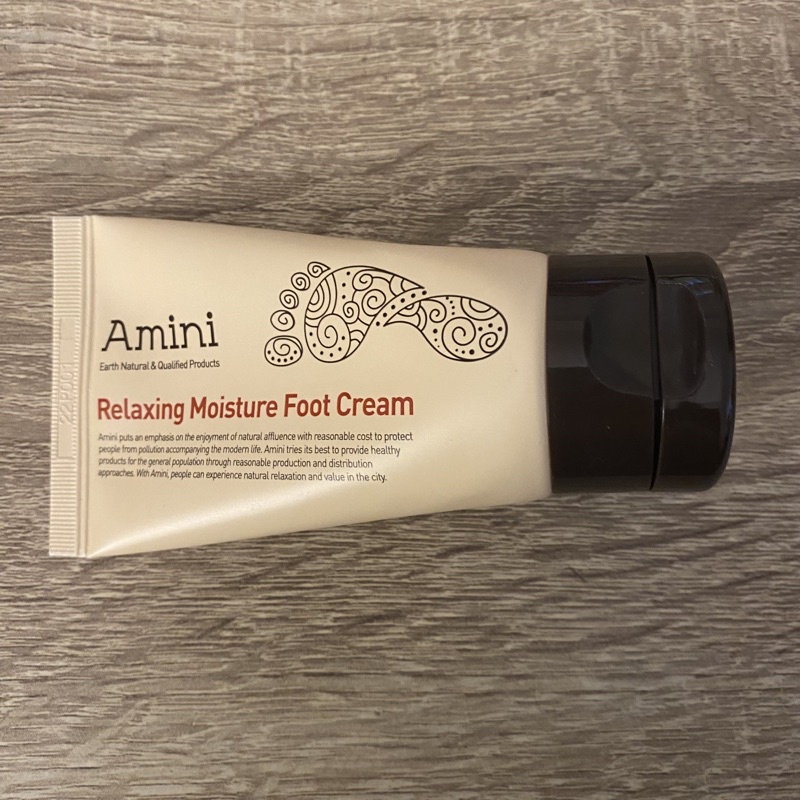 Amini
Earth Natural & Qualified Products
Relaxing Moisture Foot Cream
Amini puts an emphasis on the enjoyment of natural affluence with reasonable cost to protect
people from pollution accompanying the modern life. Amini tries its best to provide healthy
products for the general population through reasonable production and distribution
approaches. With Amini, people can experience natural relaxation and value in the city.